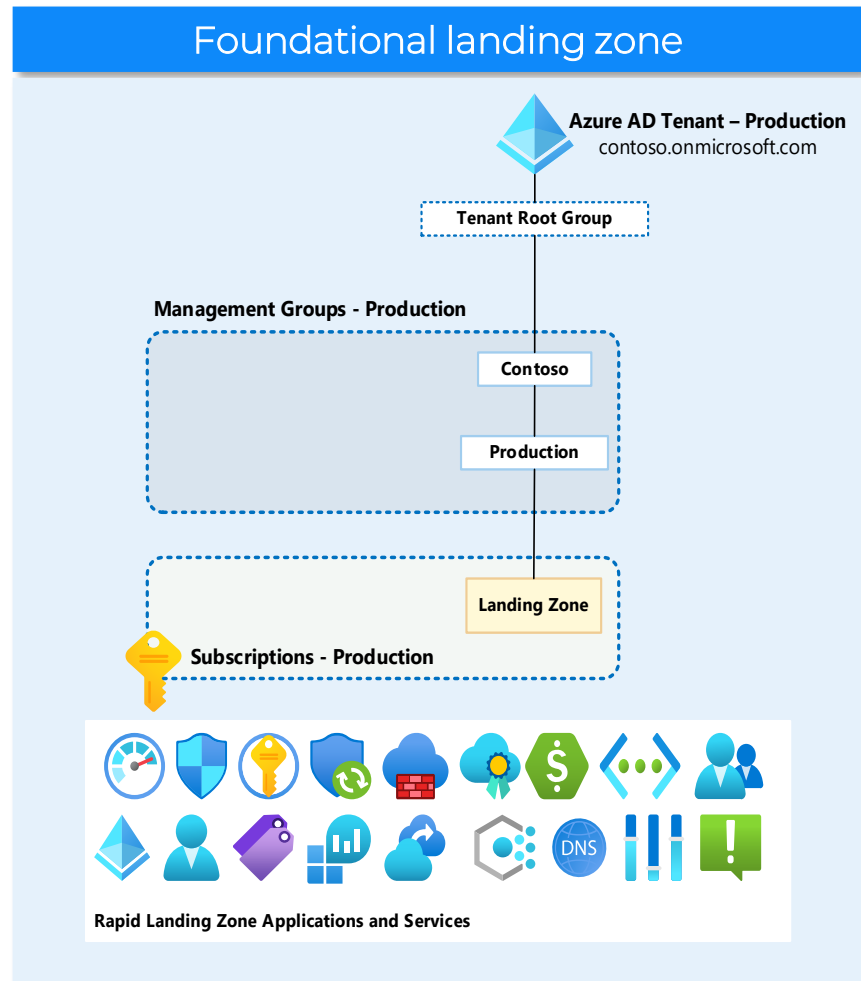 Foundational landing zone
Azure AD Tenant – Production
contoso.onmicrosoft.com
Tenant Root Group
Management Groups - Production
Contoso
Production
Landing Zone
Subscriptions - Production
$
DNS
!
Rapid Landing Zone Applications and Services